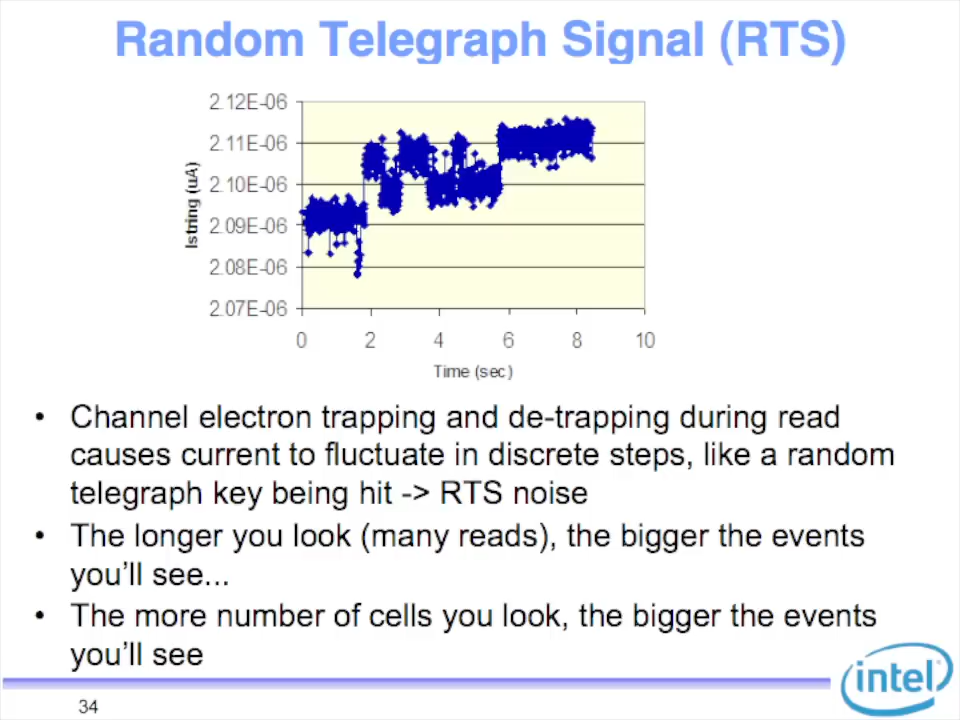 Random Telegraph Signal (RTS)
2.12E-06
2.11E-06
2.10E-06
2.09E-06
2.08E-06
2.07E-06
Istring (uA)
0 2 4 6 8 10
Time (sec)
• Channel electron trapping and de-trapping during read
causes current to fluctuate in discrete steps, like a random
telegraph key being hit -> RTS noise
• The longer you look (many reads), the bigger the events
you'll see...
• The more number of cells you look, the bigger the events
you'll see
intel
34